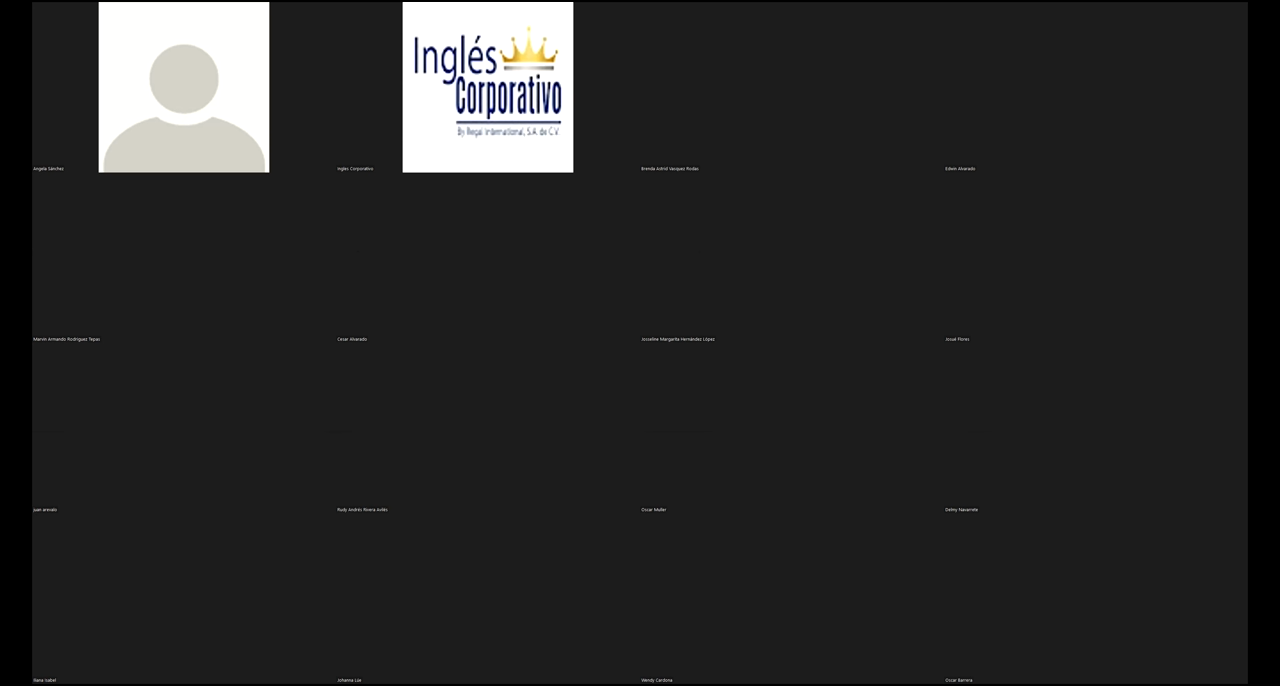 Inglés
Corporativo
By Regal International, S.A. de C.V.
Angela Sánchez
Ingles Corporativo
Brenda Astrid Vasquez Rodas
Edwin Alvarado
Marvin Armando Rodriguez Tepas
Cesar Alvarado
Josseline Margarita Hernández López
Josué Flores
juan arevalo
Rudy Andrés Rivera Avilés
Oscar Muller
Delmy Navarrete
Iliana Isabel
Johanna Lúe
Wendy Cardona
Oscar Barrera